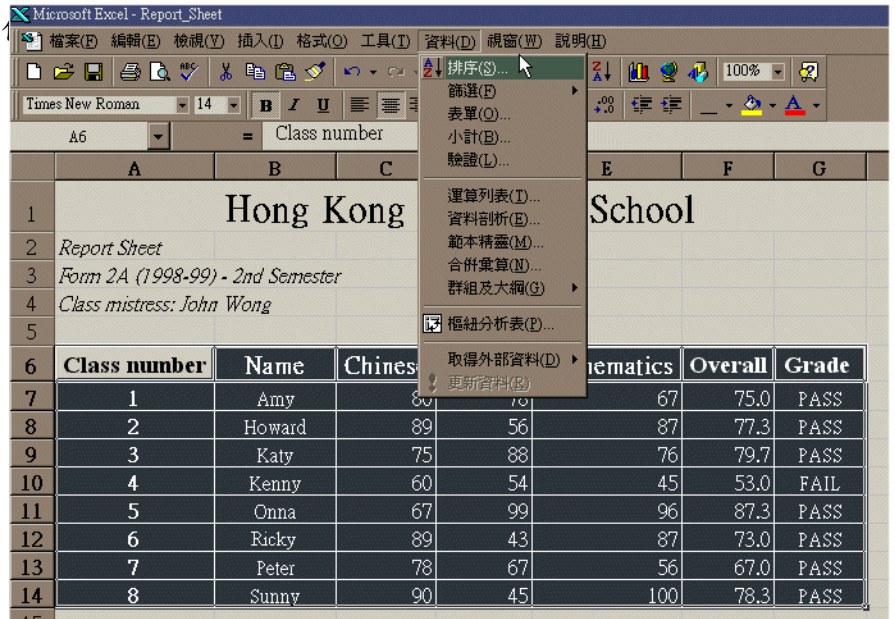 Microsoft Excel - Report_Sheet
檔案(F) 編輯(E) 檢視(V) 插入(I) 格式(O) 工具(T) 資料(D) 視窗(W) 說明(H)
100%
Times New Roman 14 B I U
A6 = Class number
排序(S)...
篩選(F)
表單(O)...
小計(B)...
驗證(L)...
運算列表(T)...
資料剖析(E)...
範本精靈(M)...
合併彙算(N)...
群組及大綱(G)
樞紐分析表(P)...
取得外部資料(D)
更新資料(R)
A B C E F G
1 Hong Kong School
2 Report Sheet
3 Form 2A (1998-99) - 2nd Semester
4 Class mistress: John Wong
5
6 Class number Name Overall Grade
7 1 Amy 67 75.0 PASS
8 2 Howard 89 56 87 77.3 PASS
9 3 Katy 75 88 76 79.7 PASS
10 4 Kenny 60 54 45 53.0 FAIL
11 5 Onna 67 99 96 87.3 PASS
12 6 Ricky 89 43 87 73.0 PASS
13 7 Peter 78 67 56 67.0 PASS
14 8 Sunny 90 45 100 78.3 PASS